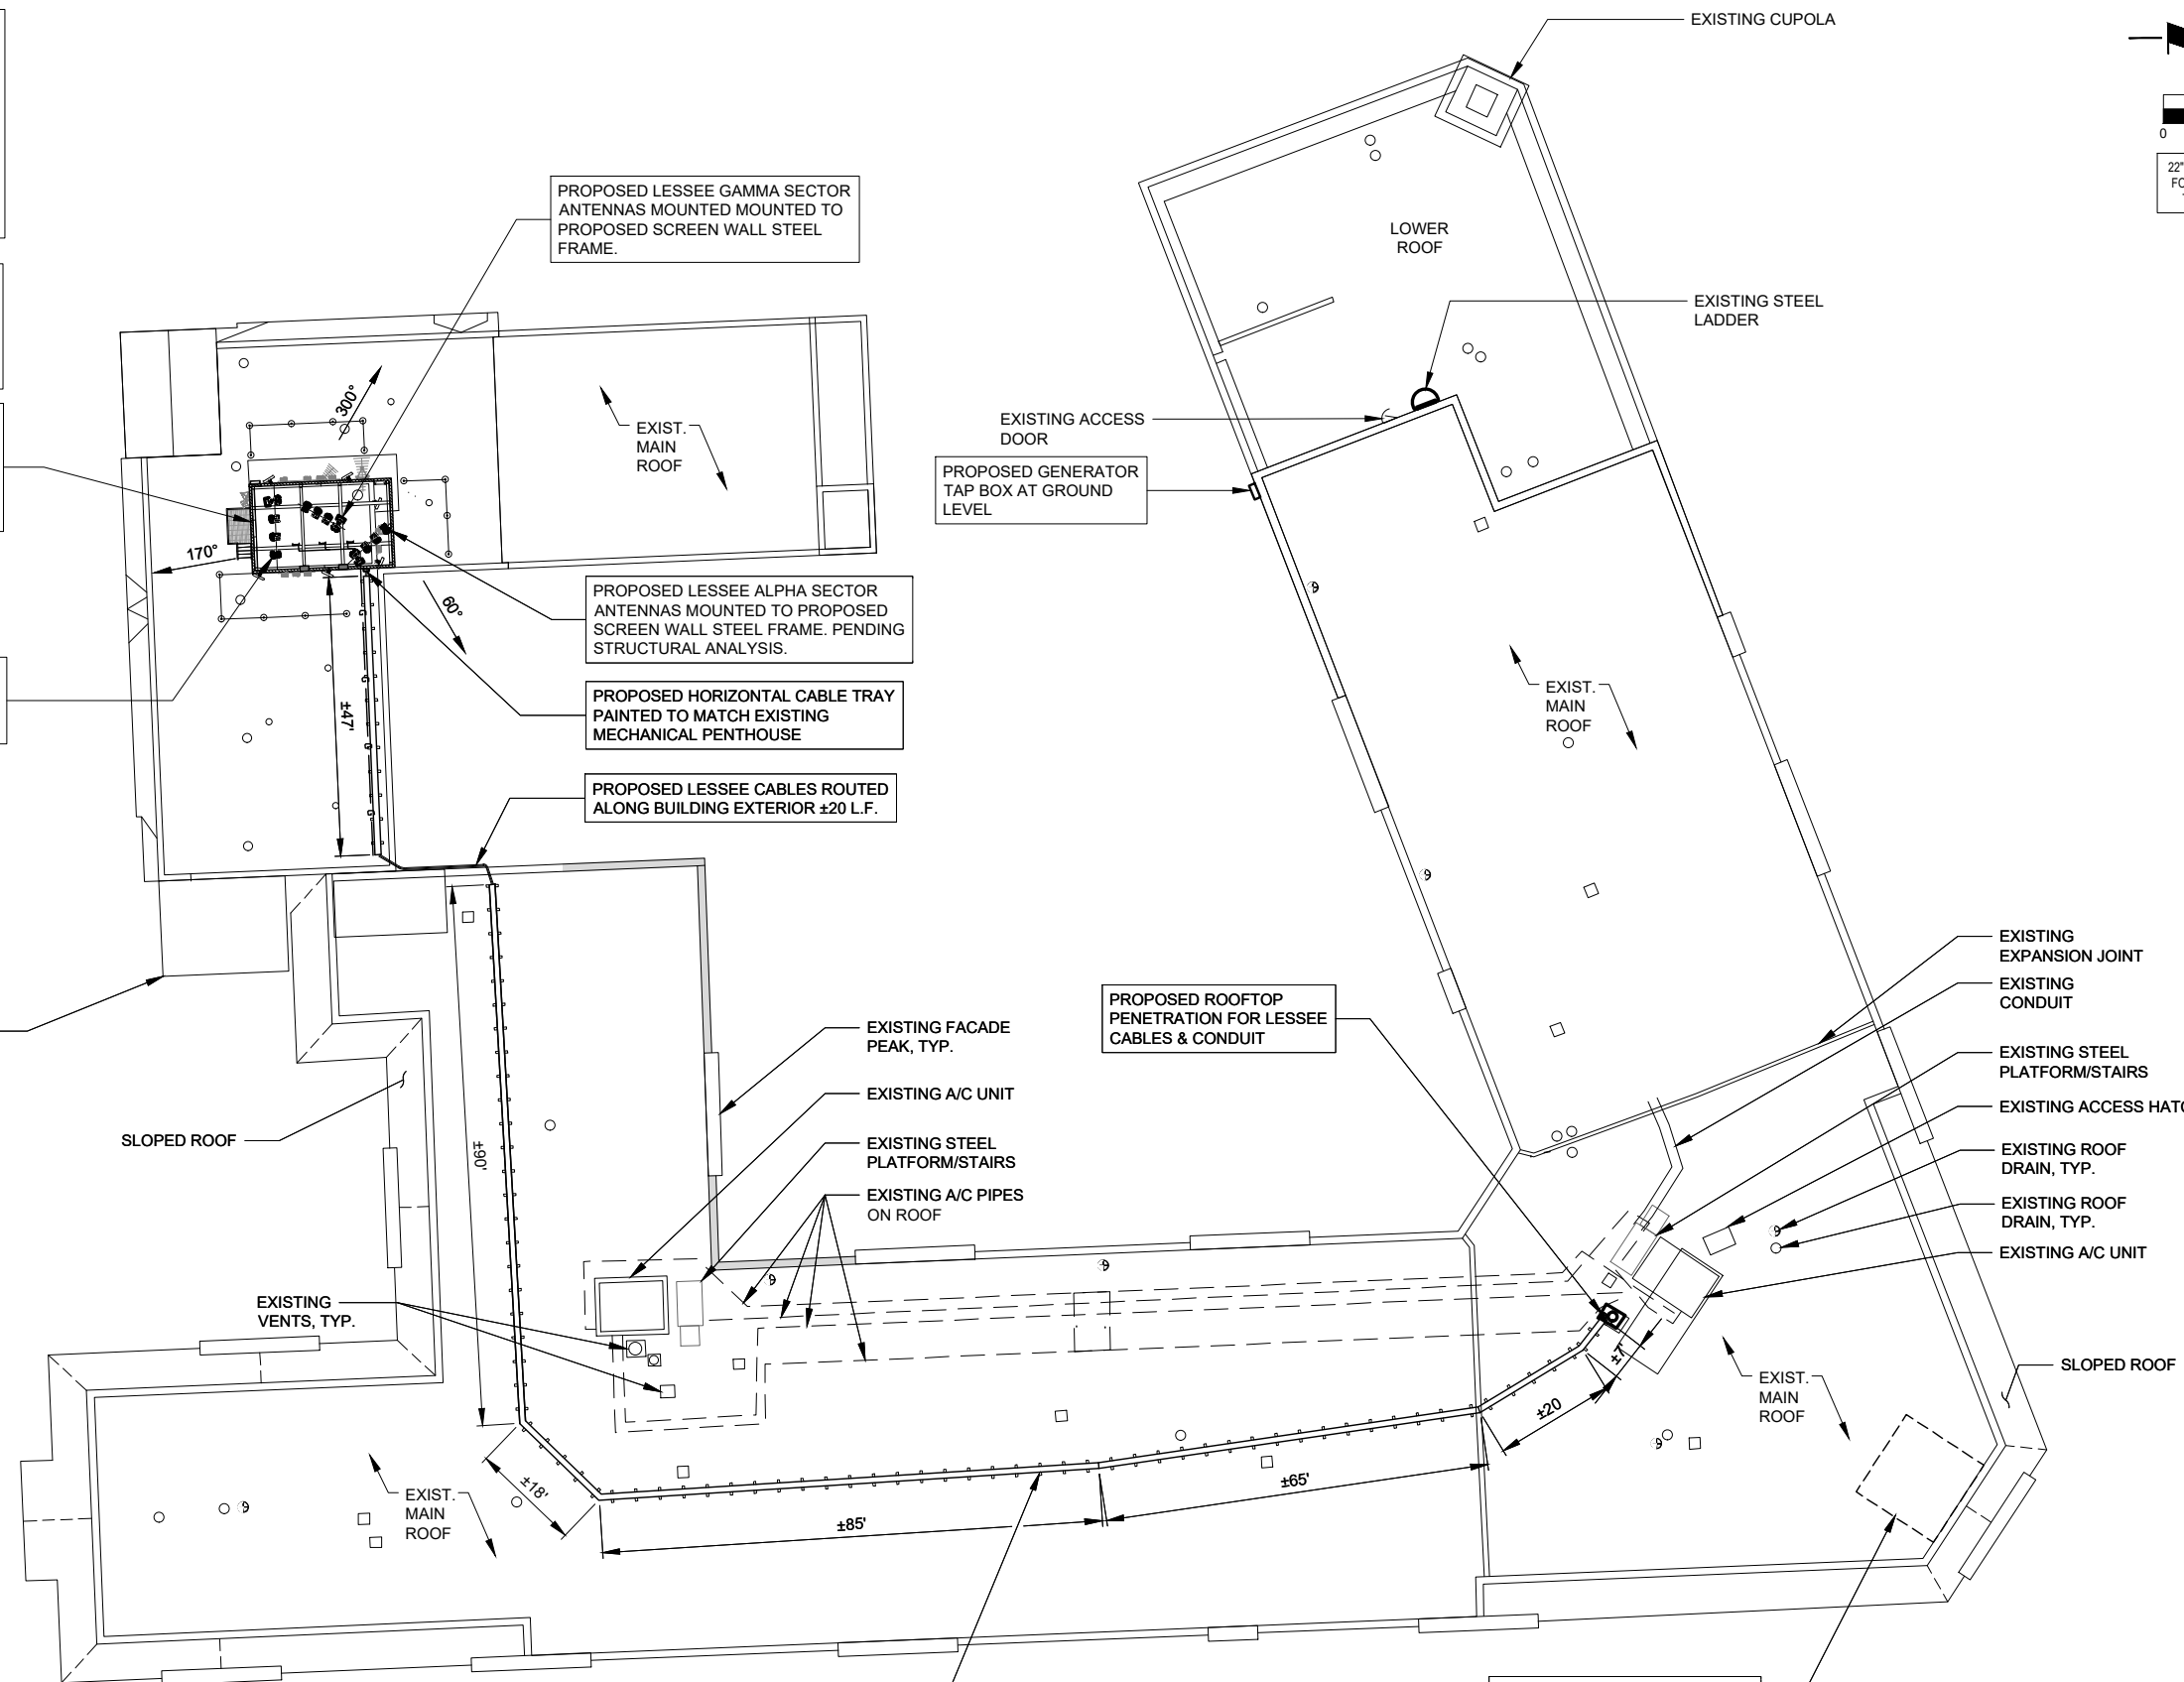 EXISTING CUPOLA
0
22"
FO
PROPOSED LESSEE GAMMA SECTOR
ANTENNAS MOUNTED MOUNTED TO
PROPOSED SCREEN WALL STEEL
FRAME.
LOWER
ROOF
EXISTING STEEL
LADDER
300°
EXIST.
MAIN
ROOF
EXISTING ACCESS
DOOR
PROPOSED GENERATOR
TAP BOX AT GROUND
LEVEL
170°
60°
PROPOSED LESSEE ALPHA SECTOR
ANTENNAS MOUNTED TO PROPOSED
SCREEN WALL STEEL FRAME. PENDING
STRUCTURAL ANALYSIS.
±47'
G
G
G
G
PROPOSED HORIZONTAL CABLE TRAY
PAINTED TO MATCH EXISTING
MECHANICAL PENTHOUSE
EXIST.
MAIN
ROOF
PROPOSED LESSEE CABLES ROUTED
ALONG BUILDING EXTERIOR ±20 L.F.
EXISTING
EXPANSION JOINT
EXISTING
CONDUIT
PROPOSED ROOFTOP
PENETRATION FOR LESSEE
CABLES & CONDUIT
EXISTING FACADE
PEAK, TYP.
EXISTING STEEL
PLATFORM/STAIRS
EXISTING A/C UNIT
EXISTING ACCESS HATC
SLOPED ROOF
±90'
EXISTING STEEL
PLATFORM/STAIRS
EXISTING ROOF
DRAIN, TYP.
EXISTING A/C PIPES
ON ROOF
EXISTING ROOF
DRAIN, TYP.
EXISTING A/C UNIT
EXISTING
VENTS, TYP.
±7'
SLOPED ROOF
EXIST.
MAIN
ROOF
±20
±65'
±18'
EXIST.
MAIN
ROOF
±85'